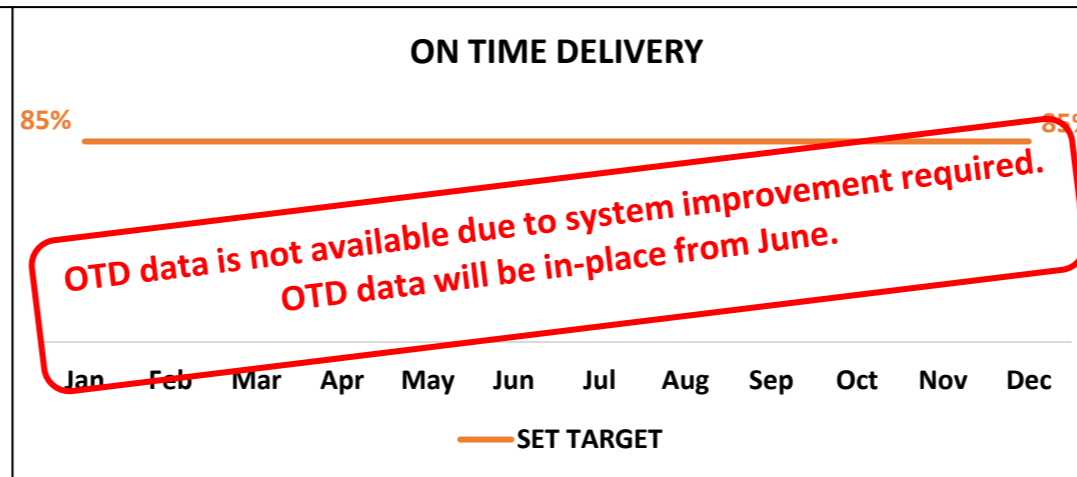 ON TIME DELIVERY
85%
85%
OTD data is not available due to system improvement required.
OTD data will be in-place from June.
Jan Feb Mar Apr May Jun Jul Aug Sep Oct Nov Dec
SET TARGET